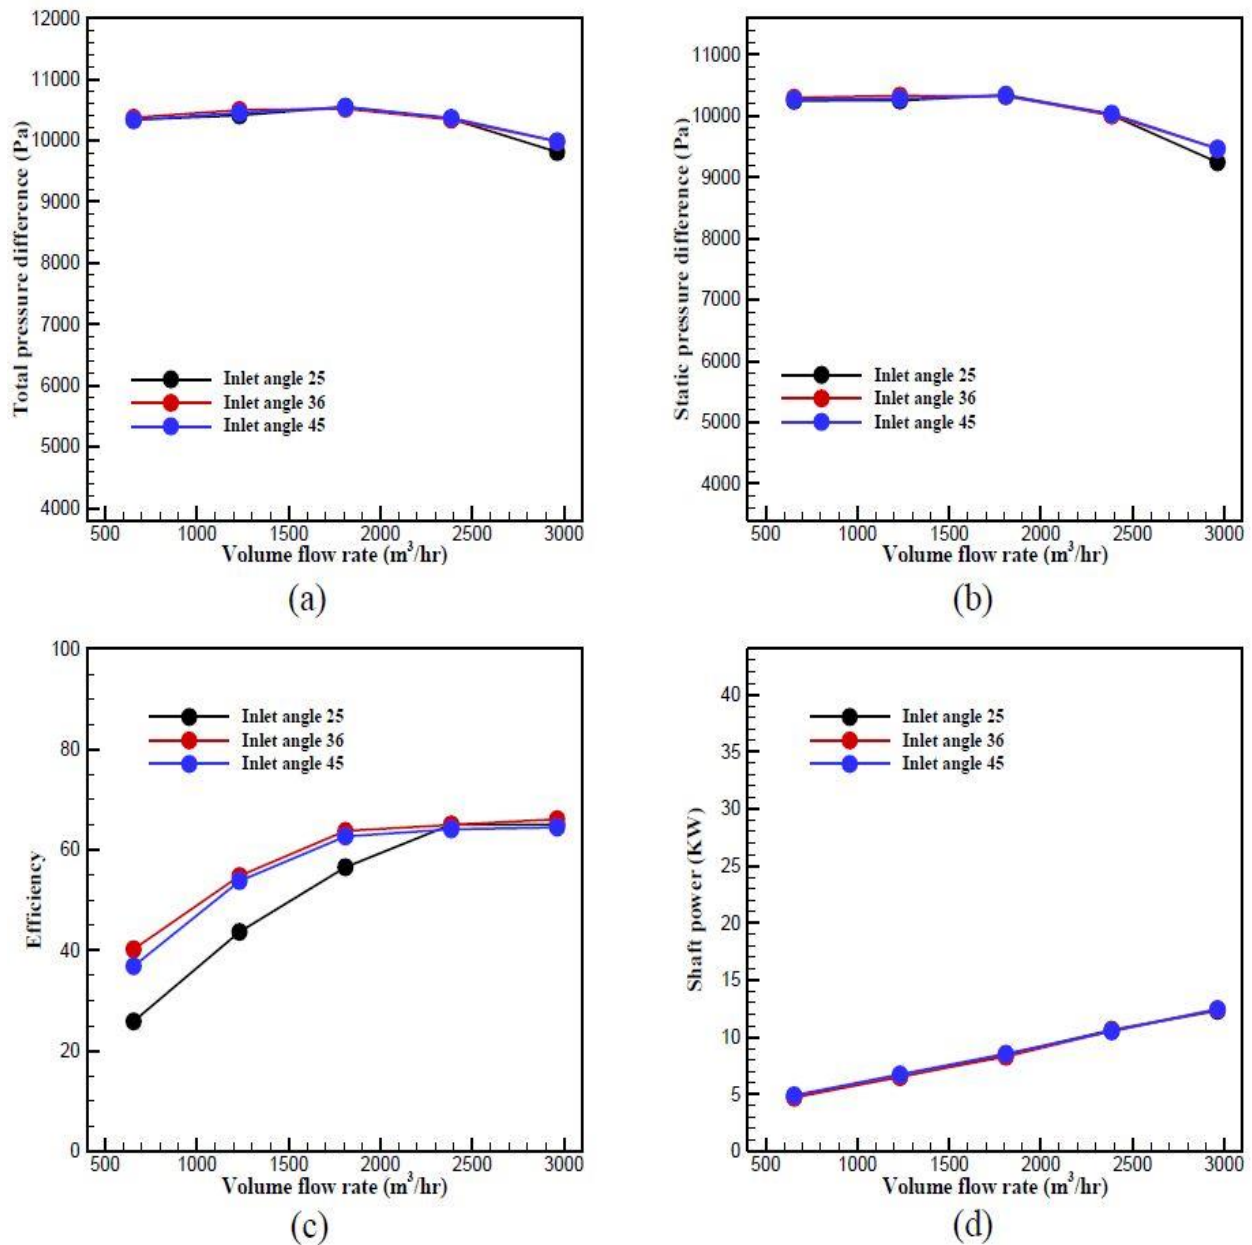 12000
11000
10000
9000
8000
7000
6000
5000
4000
Total pressure difference (Pa)
Inlet angle 25
Inlet angle 36
Inlet angle 45
500 1000 1500 2000 2500 3000
Volume flow rate (m³/hr)
(a)
11000
10000
9000
8000
7000
6000
5000
4000
Static pressure difference (Pa)
Inlet angle 25
Inlet angle 36
Inlet angle 45
500 1000 1500 2000 2500 3000
Volume flow rate (m³/hr)
(b)
100
80
60
40
20
0
Efficiency
Inlet angle 25
Inlet angle 36
Inlet angle 45
500 1000 1500 2000 2500 3000
Volume flow rate (m³/hr)
(c)
40
35
30
25
20
15
10
5
0
Shaft power (KW)
Inlet angle 25
Inlet angle 36
Inlet angle 45
500 1000 1500 2000 2500 3000
Volume flow rate (m³/hr)
(d)